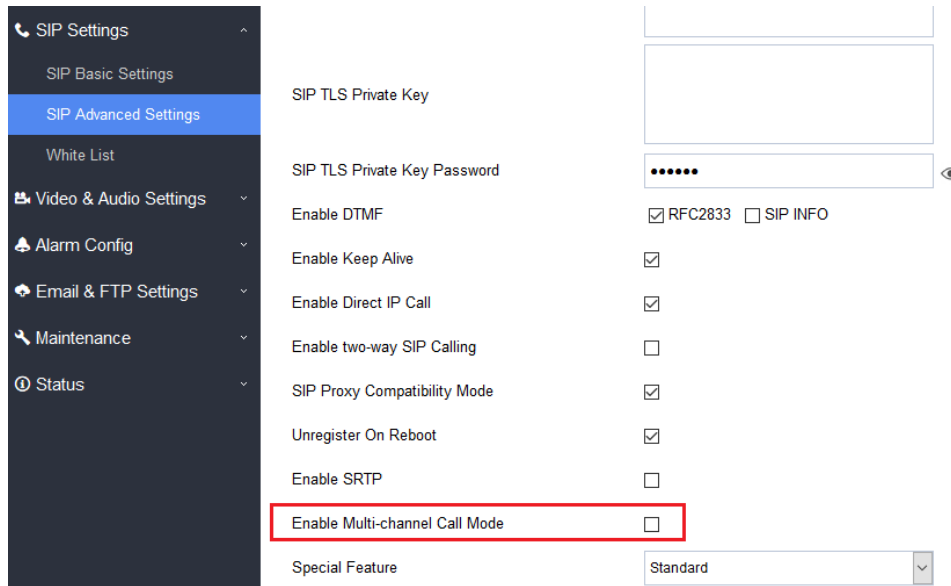 SIP Settings
SIP Basic Settings
SIP Advanced Settings
White List
Video & Audio Settings
Alarm Config
Email & FTP Settings
Maintenance
Status
SIP TLS Private Key
SIP TLS Private Key Password ••••••
Enable DTMF RFC2833 SIP INFO
Enable Keep Alive
Enable Direct IP Call
Enable two-way SIP Calling
SIP Proxy Compatibility Mode
Unregister On Reboot
Enable SRTP
Enable Multi-channel Call Mode
Special Feature Standard